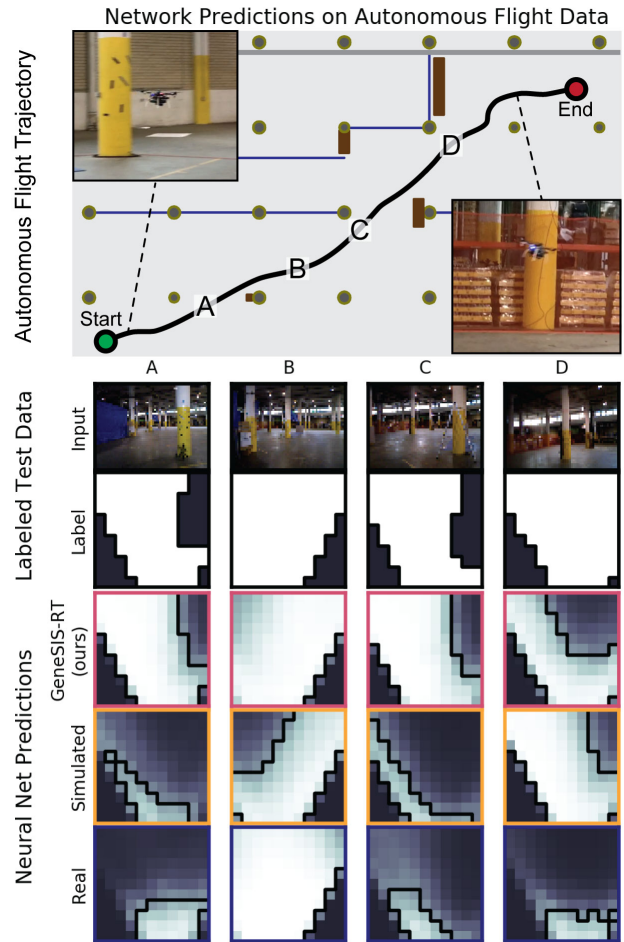 Network Predictions on Autonomous Flight Data
Autonomous Flight Trajectory
End
D
C
B
A
Start
A B C D
Labeled Test Data
Input
Label
Neural Net Predictions
GeneSIS-RT
(ours)
Simulated
Real